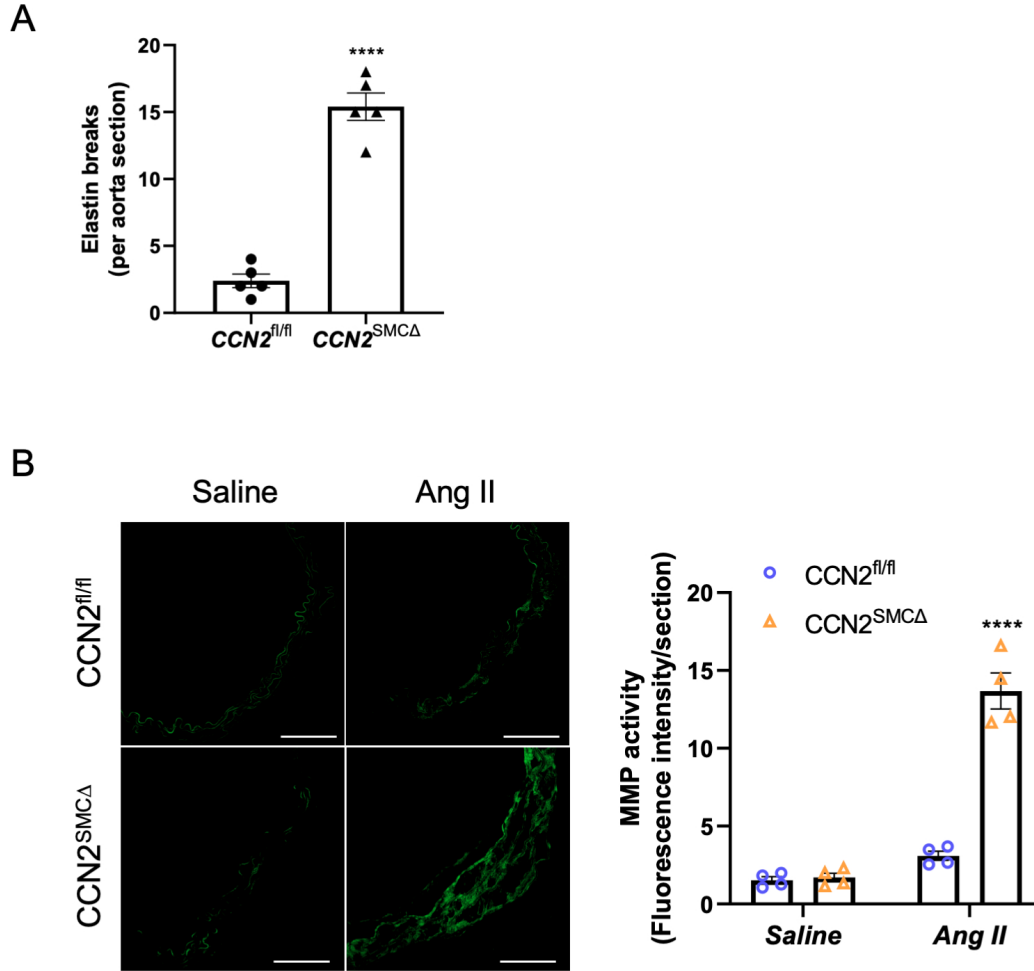 A
20
15
10
5
0
Elastin breaks
(per aorta section)
****
CCN2fl/fl
CCN2SMCΔ
B
Saline
Ang II
CCN2fl/fl
CCN2SMCΔ
CCN2fl/fl
CCN2SMCΔ
20
15
10
5
0
MMP activity
(Fluorescence intensity/section)
****
Saline
Ang II